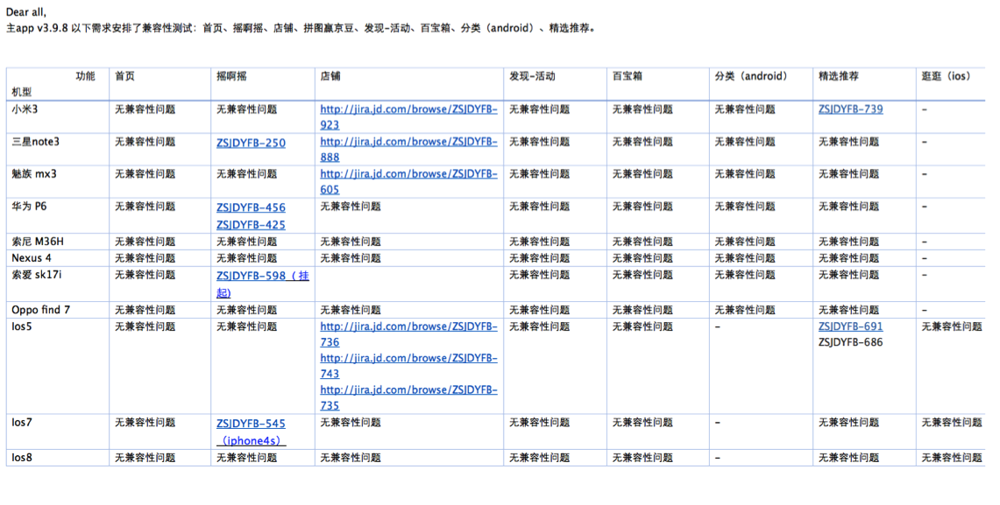 Dear all,
主app v3.9.8 以下需求安排了兼容性测试：首页、摇啊摇、店铺、拼图赢京豆、发现-活动、百宝箱、分类（android）、精选推荐。
功能 首页 摇啊摇 店铺 发现-活动 百宝箱 分类（android） 精选推荐 逛逛（ios）
机型
小米3 无兼容性问题 无兼容性问题 http://jira.jd.com/browse/ZSJDYFB- 无兼容性问题 无兼容性问题 无兼容性问题 ZSJDYFB-739 –
923
三星note3 无兼容性问题 ZSJDYFB-250 http://jira.jd.com/browse/ZSJDYFB- 无兼容性问题 无兼容性问题 无兼容性问题 无兼容性问题 –
888
魅族 mx3 无兼容性问题 无兼容性问题 http://jira.jd.com/browse/ZSJDYFB- 无兼容性问题 无兼容性问题 无兼容性问题 无兼容性问题 –
605
华为 P6 无兼容性问题 ZSJDYFB-456 无兼容性问题 无兼容性问题 无兼容性问题 无兼容性问题 无兼容性问题 –
ZSJDYFB-425
索尼 M36H 无兼容性问题 无兼容性问题 无兼容性问题 无兼容性问题 无兼容性问题 无兼容性问题 无兼容性问题 –
Nexus 4 无兼容性问题 无兼容性问题 无兼容性问题 无兼容性问题 无兼容性问题 无兼容性问题 无兼容性问题 –
索爱 sk17i 无兼容性问题 ZSJDYFB-598（挂 无兼容性问题 无兼容性问题 无兼容性问题 无兼容性问题 –
起）
Oppo find 7 无兼容性问题 无兼容性问题 无兼容性问题 无兼容性问题 无兼容性问题 无兼容性问题 无兼容性问题 –
Ios5 无兼容性问题 无兼容性问题 http://jira.jd.com/browse/ZSJDYFB- 无兼容性问题 无兼容性问题 – ZSJDYFB-691 无兼容性问题
736 ZSJDYFB-686
http://jira.jd.com/browse/ZSJDYFB-
743
http://jira.jd.com/browse/ZSJDYFB-
735
Ios7 无兼容性问题 ZSJDYFB-545 无兼容性问题 无兼容性问题 无兼容性问题 – 无兼容性问题 无兼容性问题
（iphone4s）
Ios8 无兼容性问题 无兼容性问题 无兼容性问题 无兼容性问题 无兼容性问题 – 无兼容性问题 无兼容性问题